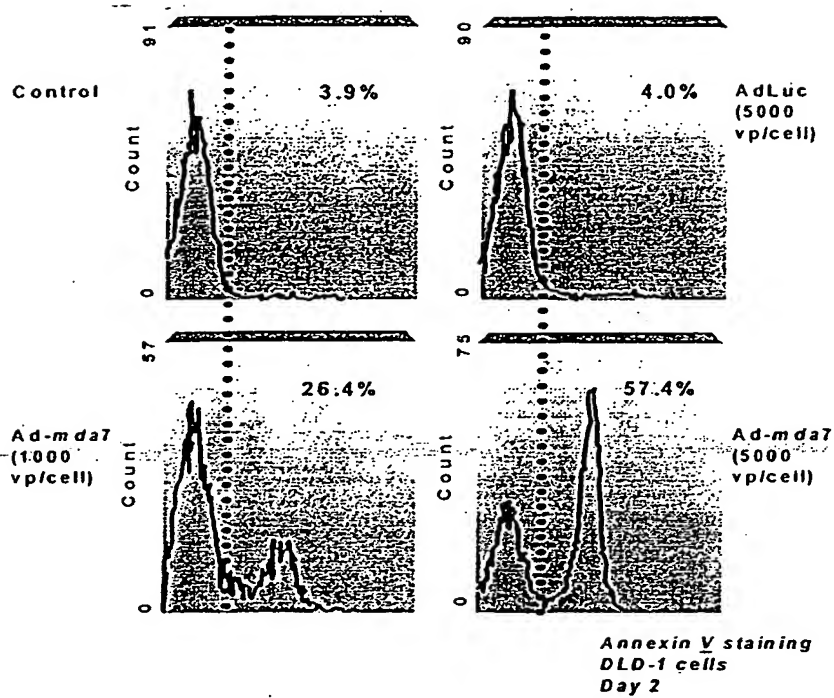 91
90
Control
3.9%
4.0%
AdLuc
(5000
vp/cell)
Count
Count
0
0
57
75
26.4%
57.4%
Ad-mda7
(1000
vp/cell)
Ad-mda7
(5000
vp/cell)
Count
Count
0
0
Annexin V staining
DLD-1 cells
Day 2